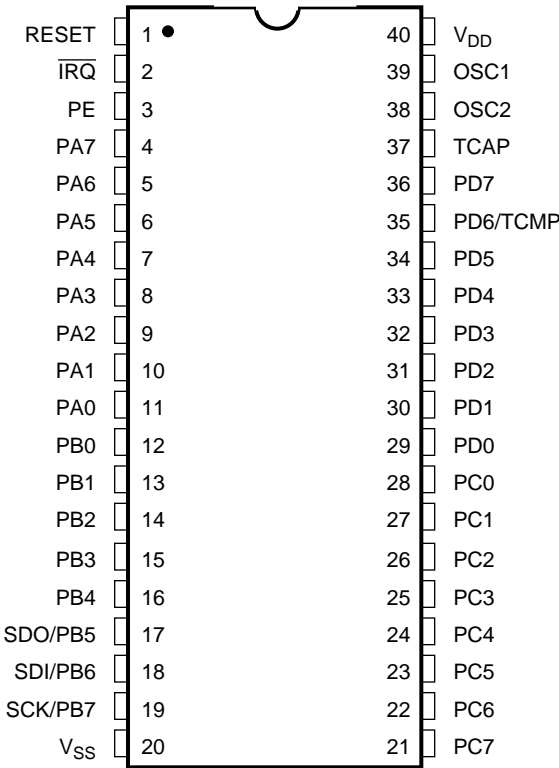 RESET 1 40 V_DD
I̅R̅Q̅ 2 39 OSC1
PE 3 38 OSC2
PA7 4 37 TCAP
PA6 5 36 PD7
PA5 6 35 PD6/TCMP
PA4 7 34 PD5
PA3 8 33 PD4
PA2 9 32 PD3
PA1 10 31 PD2
PA0 11 30 PD1
PB0 12 29 PD0
PB1 13 28 PC0
PB2 14 27 PC1
PB3 15 26 PC2
PB4 16 25 PC3
SDO/PB5 17 24 PC4
SDI/PB6 18 23 PC5
SCK/PB7 19 22 PC6
V_SS 20 21 PC7